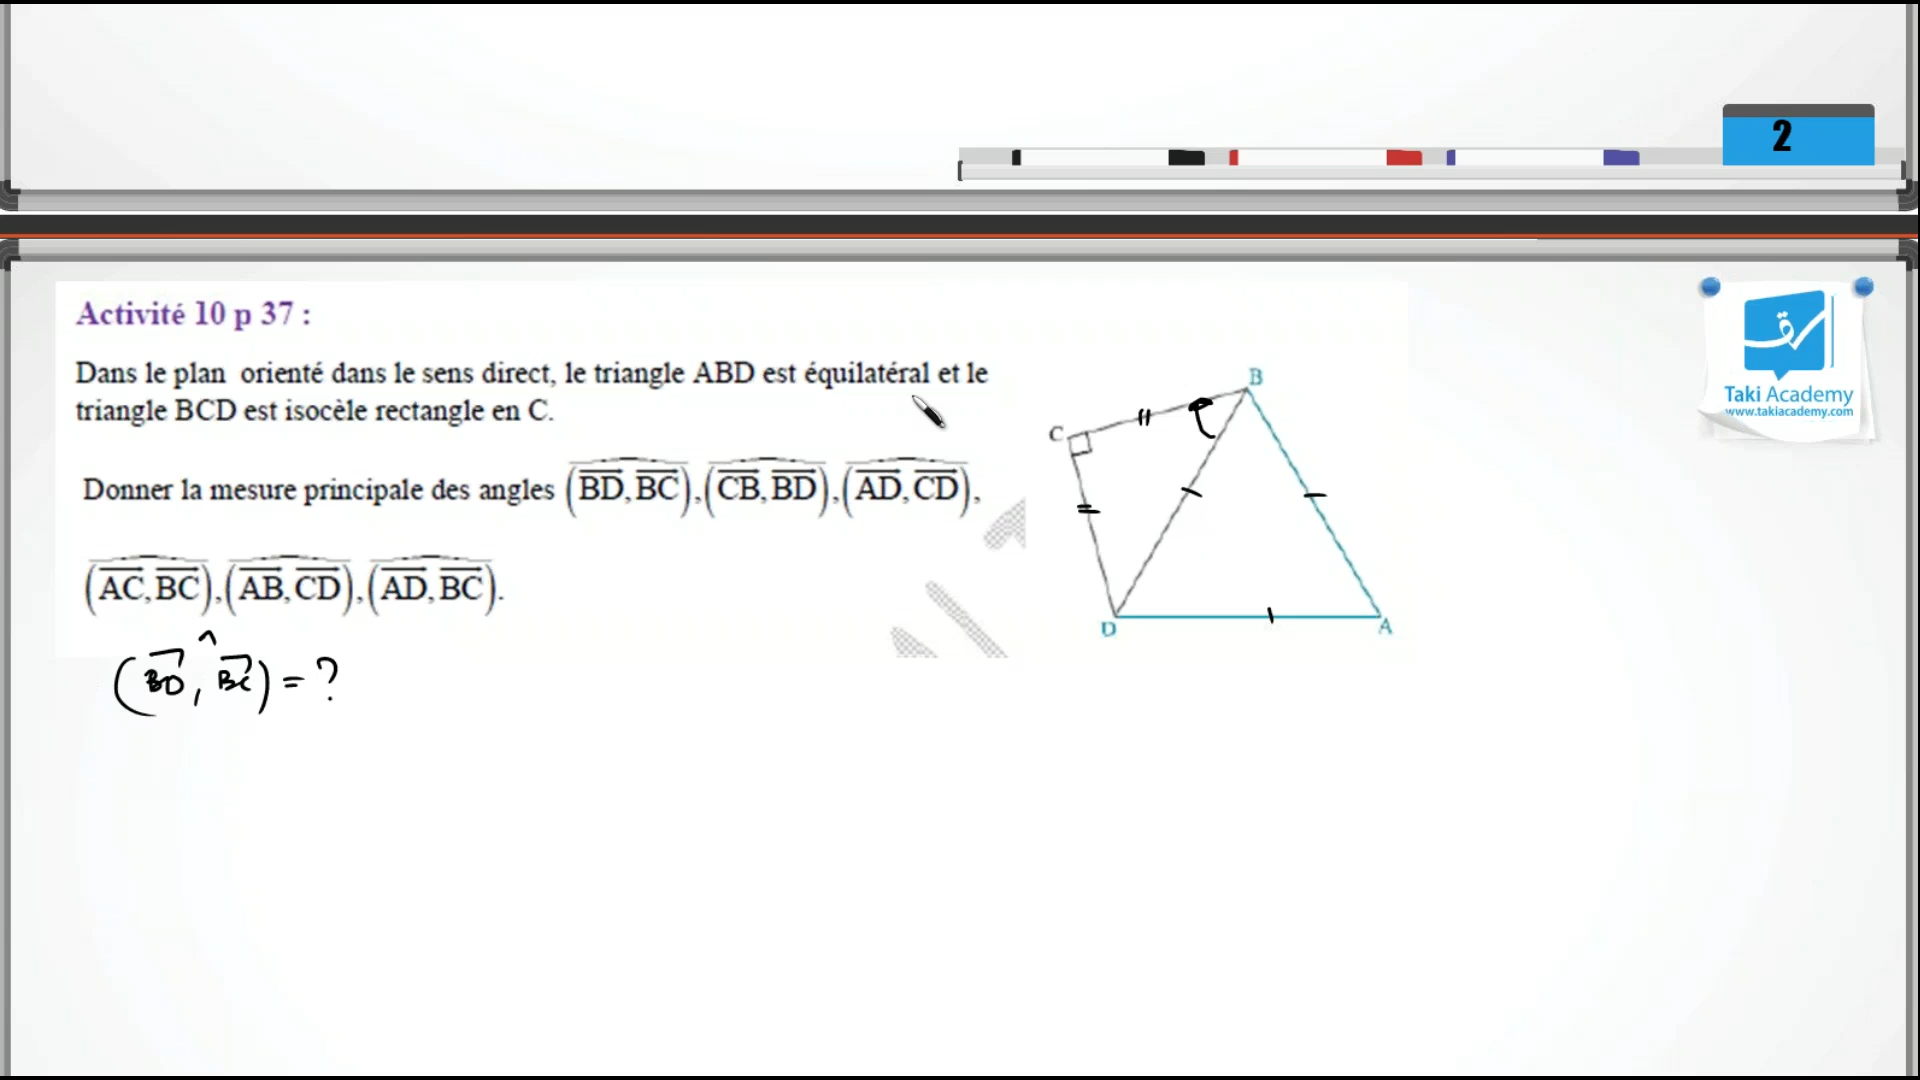 2
Activité 10 p 37 :
Dans le plan orienté dans le sens direct, le triangle ABD est équilatéral et le
triangle BCD est isocèle rectangle en C.
Donner la mesure principale des angles (BD, BC), (CB, BD), (AD, CD),
(AC, BC), (AB, CD), (AD, BC).
(BD, BC) = ?
B
C
D
A
Taki Academy
www.takiacademy.com